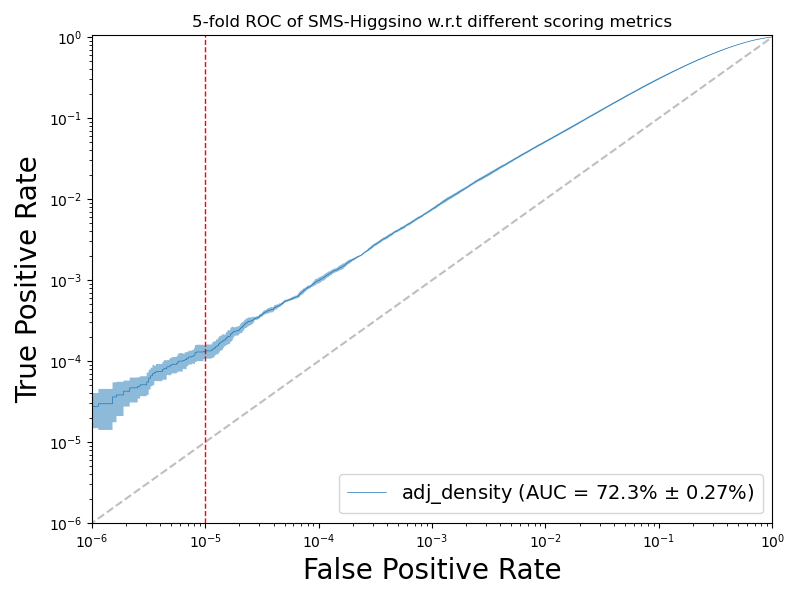 5-fold ROC of SMS-Higgsino w.r.t different scoring metrics
True Positive Rate
10⁰
10⁻¹
10⁻²
10⁻³
10⁻⁴
10⁻⁵
10⁻⁶
adj_density (AUC = 72.3% ± 0.27%)
10⁻⁶ 10⁻⁵ 10⁻⁴ 10⁻³ 10⁻² 10⁻¹ 10⁰
False Positive Rate